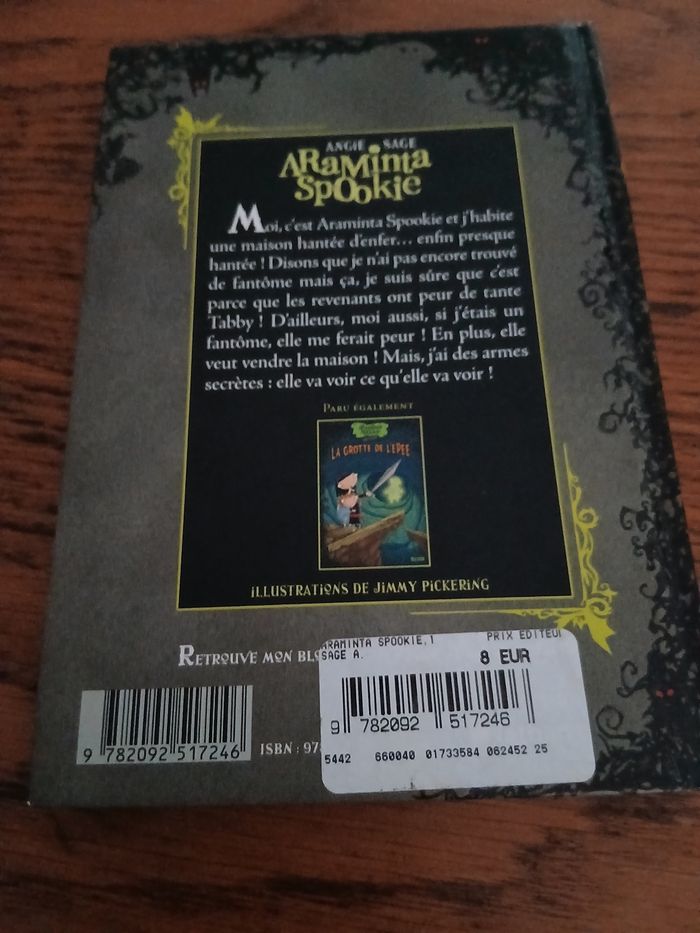 ANGIE SAGE
ARAMINTA
SPOOKIE
Moi, c'est Araminta Spookie et j'habite
une maison hantée d'enfer... enfin presque
hantée ! Disons que je n'ai pas encore trouvé
de fantôme mais ça, je suis sûre que c'est
parce que les revenants ont peur de tante
Tabby ! D'ailleurs, moi aussi, si j'étais un
fantôme, elle me ferait peur ! En plus, elle
veut vendre la maison ! Mais, j'ai des armes
secrètes : elle va voir ce qu'elle va voir !
PARU ÉGALEMENT
LA GROTTE DE L'ÉPÉE
ILLUSTRATIONS DE JIMMY PICKERING
RETROUVE MON BLO
ARAMINTA SPOOKIE.1 PRIX EDITEUR
SAGE A. 8 EUR
9 782092 517246
5442 660040 01733584 062452 25
9 782092 517246
ISBN : 97